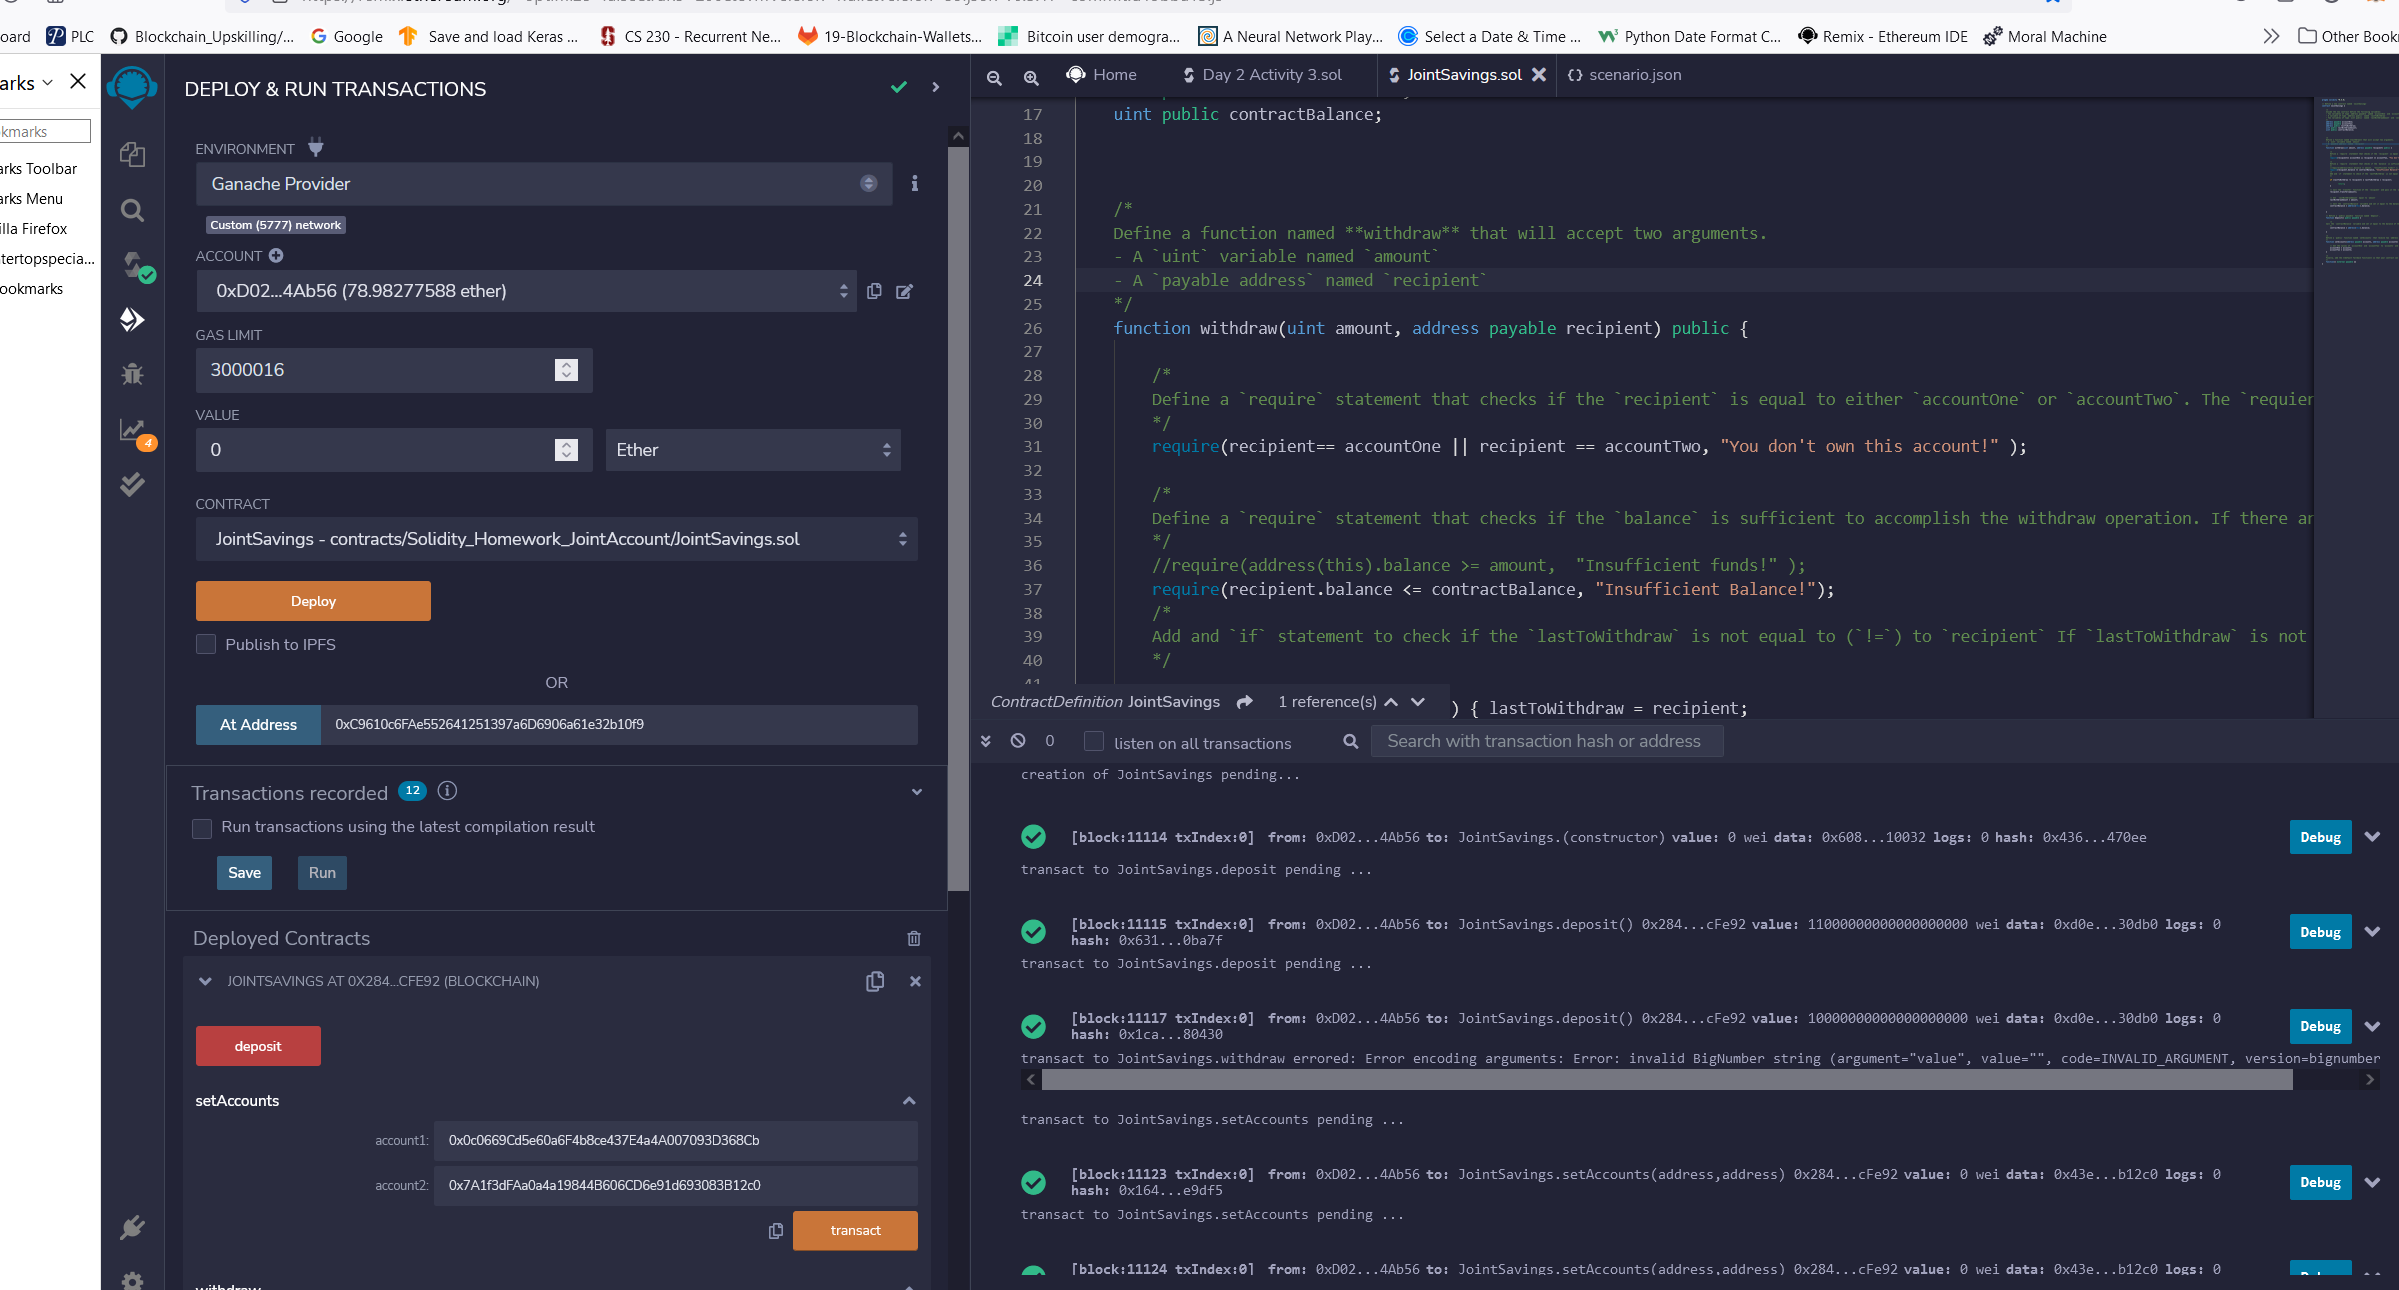 oard
PLC
Blockchain_Upskilling/...
Google
Save and load Keras ...
CS 230 - Recurrent Ne...
19-Blockchain-Wallets...
Bitcoin user demogra...
A Neural Network Play...
Select a Date & Time ...
Python Date Format C...
Remix - Ethereum IDE
Moral Machine
Other Book
arks
kmarks
arks Toolbar
arks Menu
illa Firefox
tertopspecia...
ookmarks
4
DEPLOY & RUN TRANSACTIONS
ENVIRONMENT
Ganache Provider
Custom (5777) network
ACCOUNT
0xD02...4Ab56 (78.98277588 ether)
GAS LIMIT
3000016
VALUE
0
Ether
CONTRACT
JointSavings - contracts/Solidity_Homework_JointAccount/JointSavings.sol
Deploy
Publish to IPFS
OR
At Address
0xC9610c6FAe552641251397a6D6906a61e32b10f9
Transactions recorded 12
Run transactions using the latest compilation result
Save
Run
Deployed Contracts
JOINTSAVINGS AT 0X284...CFE92 (BLOCKCHAIN)
deposit
setAccounts
account1: 0x0c0669Cd5e60a6F4b8ce437E4a4A007093D368Cb
account2: 0x7A1f3dFAa0a4a19844B606CD6e91d693083B12c0
transact
withdraw
Home
Day 2 Activity 3.sol
JointSavings.sol
scenario.json
17 uint public contractBalance;
18
19
20
21 /*
22 Define a function named **withdraw** that will accept two arguments.
23 - A `uint` variable named `amount`
24 - A `payable address` named `recipient`
25 */
26 function withdraw(uint amount, address payable recipient) public {
27
28 /*
29 Define a `require` statement that checks if the `recipient` is equal to either `accountOne` or `accountTwo`. The `requier
30 */
31 require(recipient== accountOne || recipient == accountTwo, "You don't own this account!" );
32
33 /*
34 Define a `require` statement that checks if the `balance` is sufficient to accomplish the withdraw operation. If there ar
35 */
36 //require(address(this).balance >= amount,  "Insufficient funds!" );
37 require(recipient.balance <= contractBalance, "Insufficient Balance!");
38 /*
39 Add and `if` statement to check if the `lastToWithdraw` is not equal to (`!=`) to `recipient` If `lastToWithdraw` is not
40 */
41
ContractDefinition JointSavings 1 reference(s)
) { lastToWithdraw = recipient;
0
listen on all transactions
Search with transaction hash or address
creation of JointSavings pending...
[block:11114 txIndex:0] from: 0xD02...4Ab56 to: JointSavings.(constructor) value: 0 wei data: 0x608...10032 logs: 0 hash: 0x436...470ee
Debug
transact to JointSavings.deposit pending ...
[block:11115 txIndex:0] from: 0xD02...4Ab56 to: JointSavings.deposit() 0x284...cFe92 value: 11000000000000000000 wei data: 0xd0e...30db0 logs: 0
hash: 0x631...0ba7f
Debug
transact to JointSavings.deposit pending ...
[block:11117 txIndex:0] from: 0xD02...4Ab56 to: JointSavings.deposit() 0x284...cFe92 value: 10000000000000000000 wei data: 0xd0e...30db0 logs: 0
hash: 0x1ca...80430
Debug
transact to JointSavings.withdraw errored: Error encoding arguments: Error: invalid BigNumber string (argument="value", value="", code=INVALID_ARGUMENT, version=bignumber
transact to JointSavings.setAccounts pending ...
[block:11123 txIndex:0] from: 0xD02...4Ab56 to: JointSavings.setAccounts(address,address) 0x284...cFe92 value: 0 wei data: 0x43e...b12c0 logs: 0
hash: 0x164...e9df5
Debug
transact to JointSavings.setAccounts pending ...
[block:11124 txIndex:0] from: 0xD02...4Ab56 to: JointSavings.setAccounts(address,address) 0x284...cFe92 value: 0 wei data: 0x43e...b12c0 logs: 0